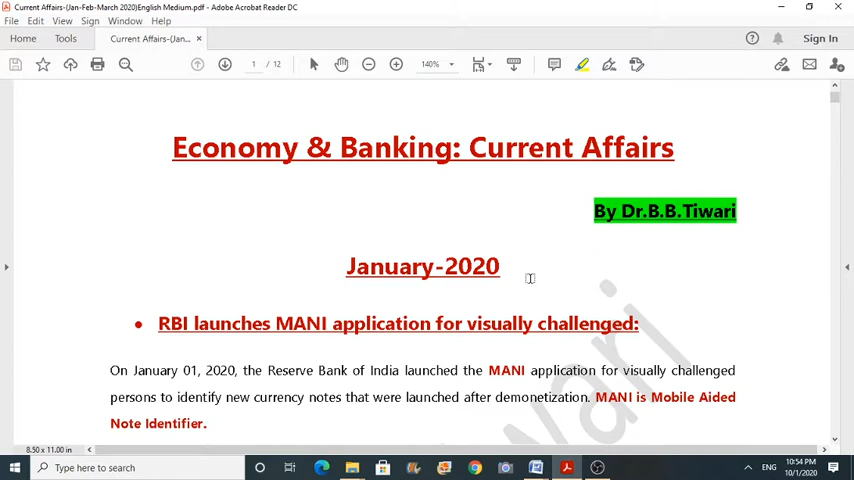 Current Affairs-(Jan-Feb-March 2020)English Medium.pdf - Adobe Acrobat Reader DC
File Edit View Sign Window Help
Home Tools Current Affairs-(Jan... × Sign In
1 / 12 140%
Economy & Banking: Current Affairs
By Dr.B.B.Tiwari
January-2020
• RBI launches MANI application for visually challenged:
On January 01, 2020, the Reserve Bank of India launched the MANI application for visually challenged
persons to identify new currency notes that were launched after demonetization. MANI is Mobile Aided
Note Identifier.
wari
8.50 x 11.00 in
Type here to search
ENG
10:54 PM
10/1/2020